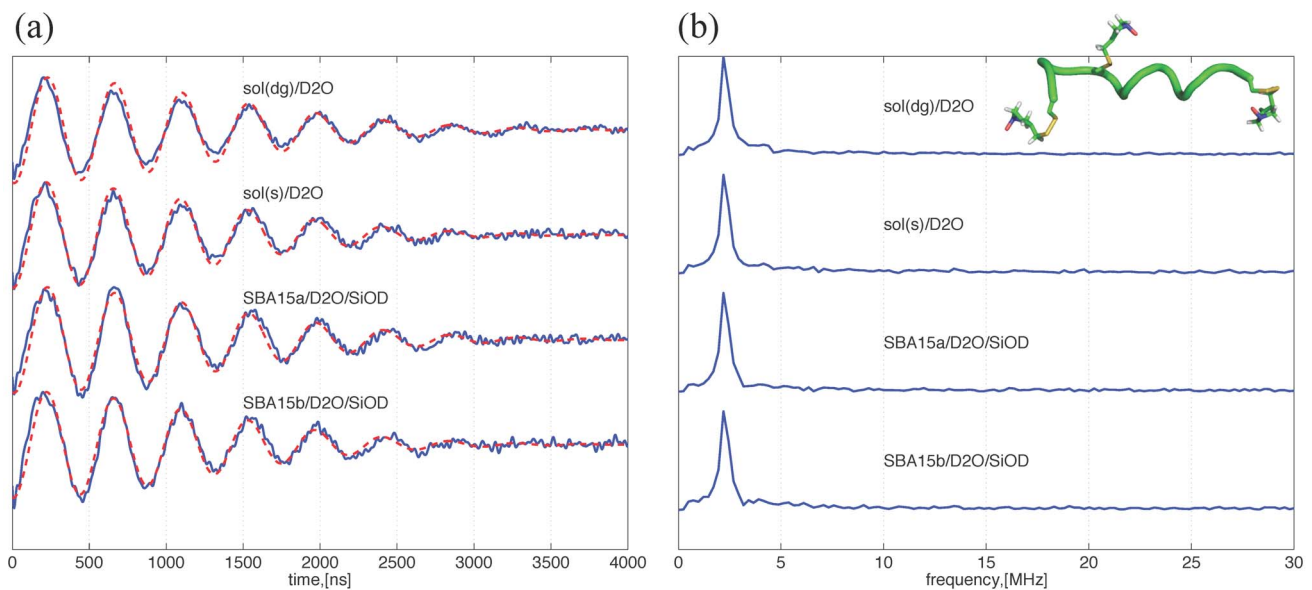 (a)
sol(dg)/D2O
sol(s)/D2O
SBA15a/D2O/SiOD
SBA15b/D2O/SiOD
0 500 1000 1500 2000 2500 3000 3500 4000
time,[ns]
(b)
sol(dg)/D2O
sol(s)/D2O
SBA15a/D2O/SiOD
SBA15b/D2O/SiOD
0 5 10 15 20 25 30
frequency,[MHz]